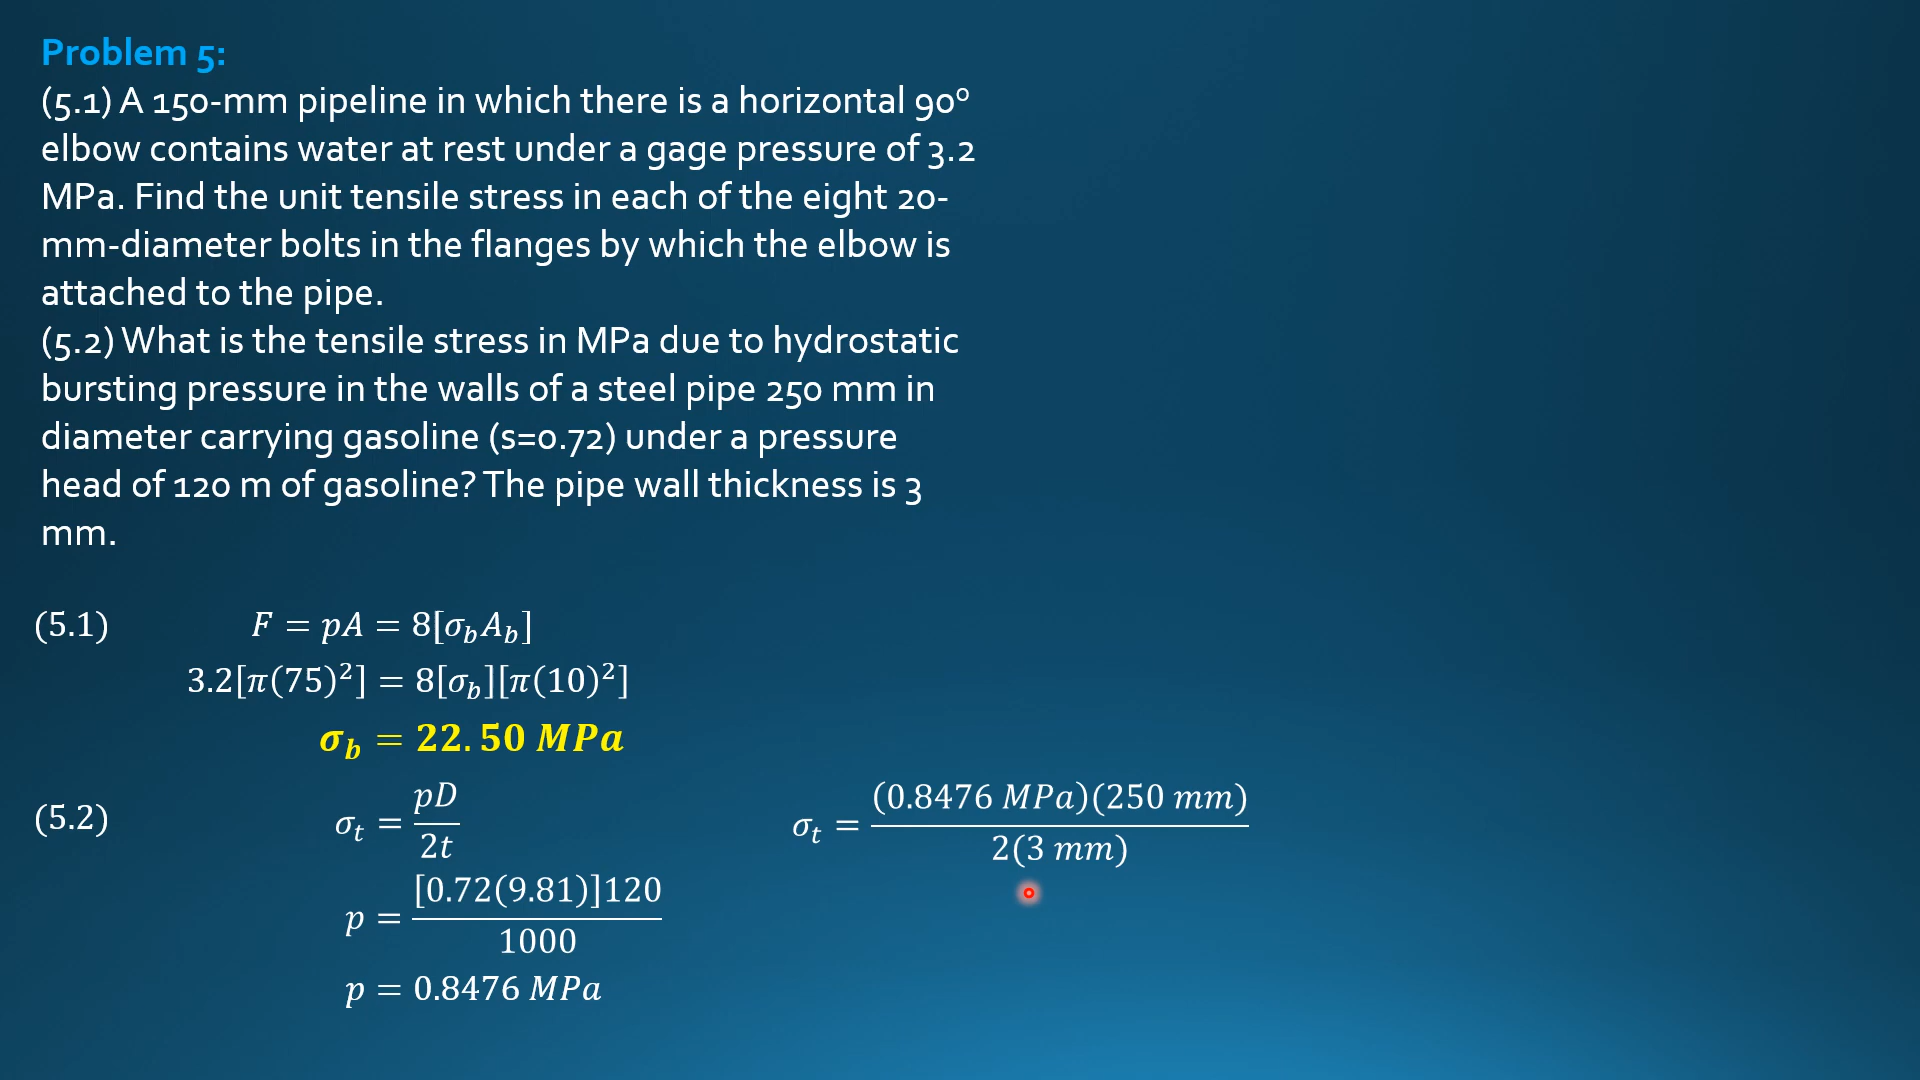 Problem 5:
(5.1) A 150-mm pipeline in which there is a horizontal 90⁰
elbow contains water at rest under a gage pressure of 3.2
MPa. Find the unit tensile stress in each of the eight 20-
mm-diameter bolts in the flanges by which the elbow is
attached to the pipe.
(5.2) What is the tensile stress in MPa due to hydrostatic
bursting pressure in the walls of a steel pipe 250 mm in
diameter carrying gasoline (s=0.72) under a pressure
head of 120 m of gasoline? The pipe wall thickness is 3
mm.
(5.1) F = pA = 8[σ_b A_b]
3.2[π(75)²] = 8[σ_b][π(10)²]
σ_b = 22.50 MPa
(5.2) σ_t = pD / 2t
p = [0.72(9.81)]120 / 1000
p = 0.8476 MPa
σ_t = (0.8476 MPa)(250 mm) / 2(3 mm)